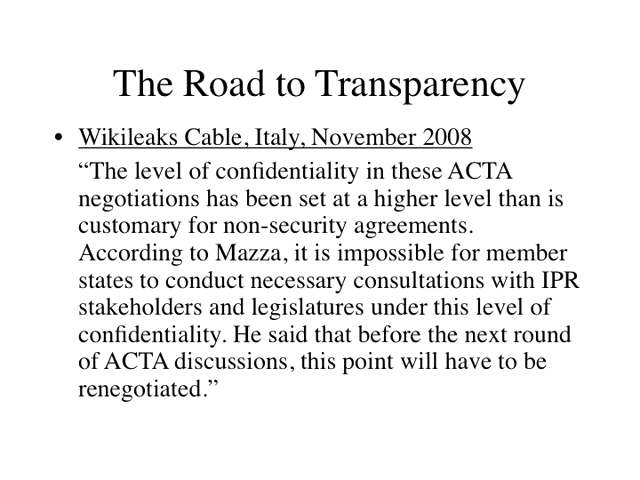 The Road to Transparency
• Wikileaks Cable, Italy, November 2008
“The level of confidentiality in these ACTA
negotiations has been set at a higher level than is
customary for non-security agreements.
According to Mazza, it is impossible for member
states to conduct necessary consultations with IPR
stakeholders and legislatures under this level of
confidentiality. He said that before the next round
of ACTA discussions, this point will have to be
renegotiated.”